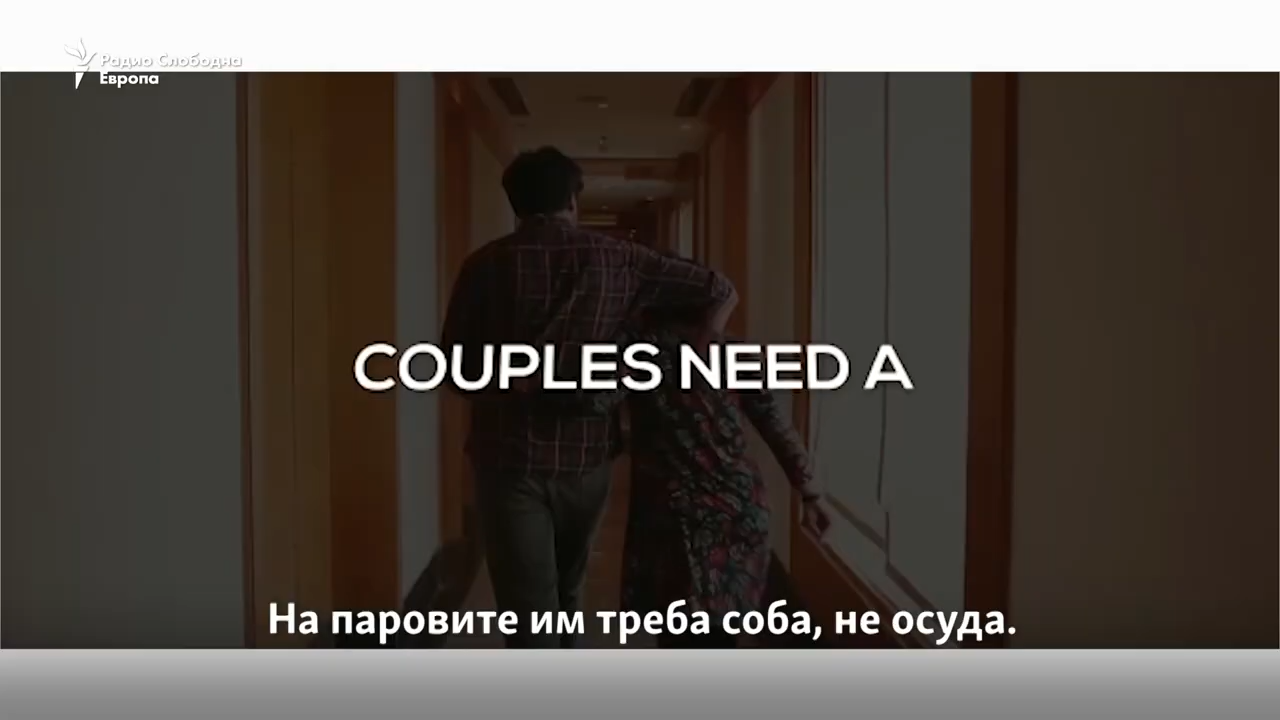 Радио Слободна
Европа
COUPLES NEED A
На паровите им треба соба, не осуда.